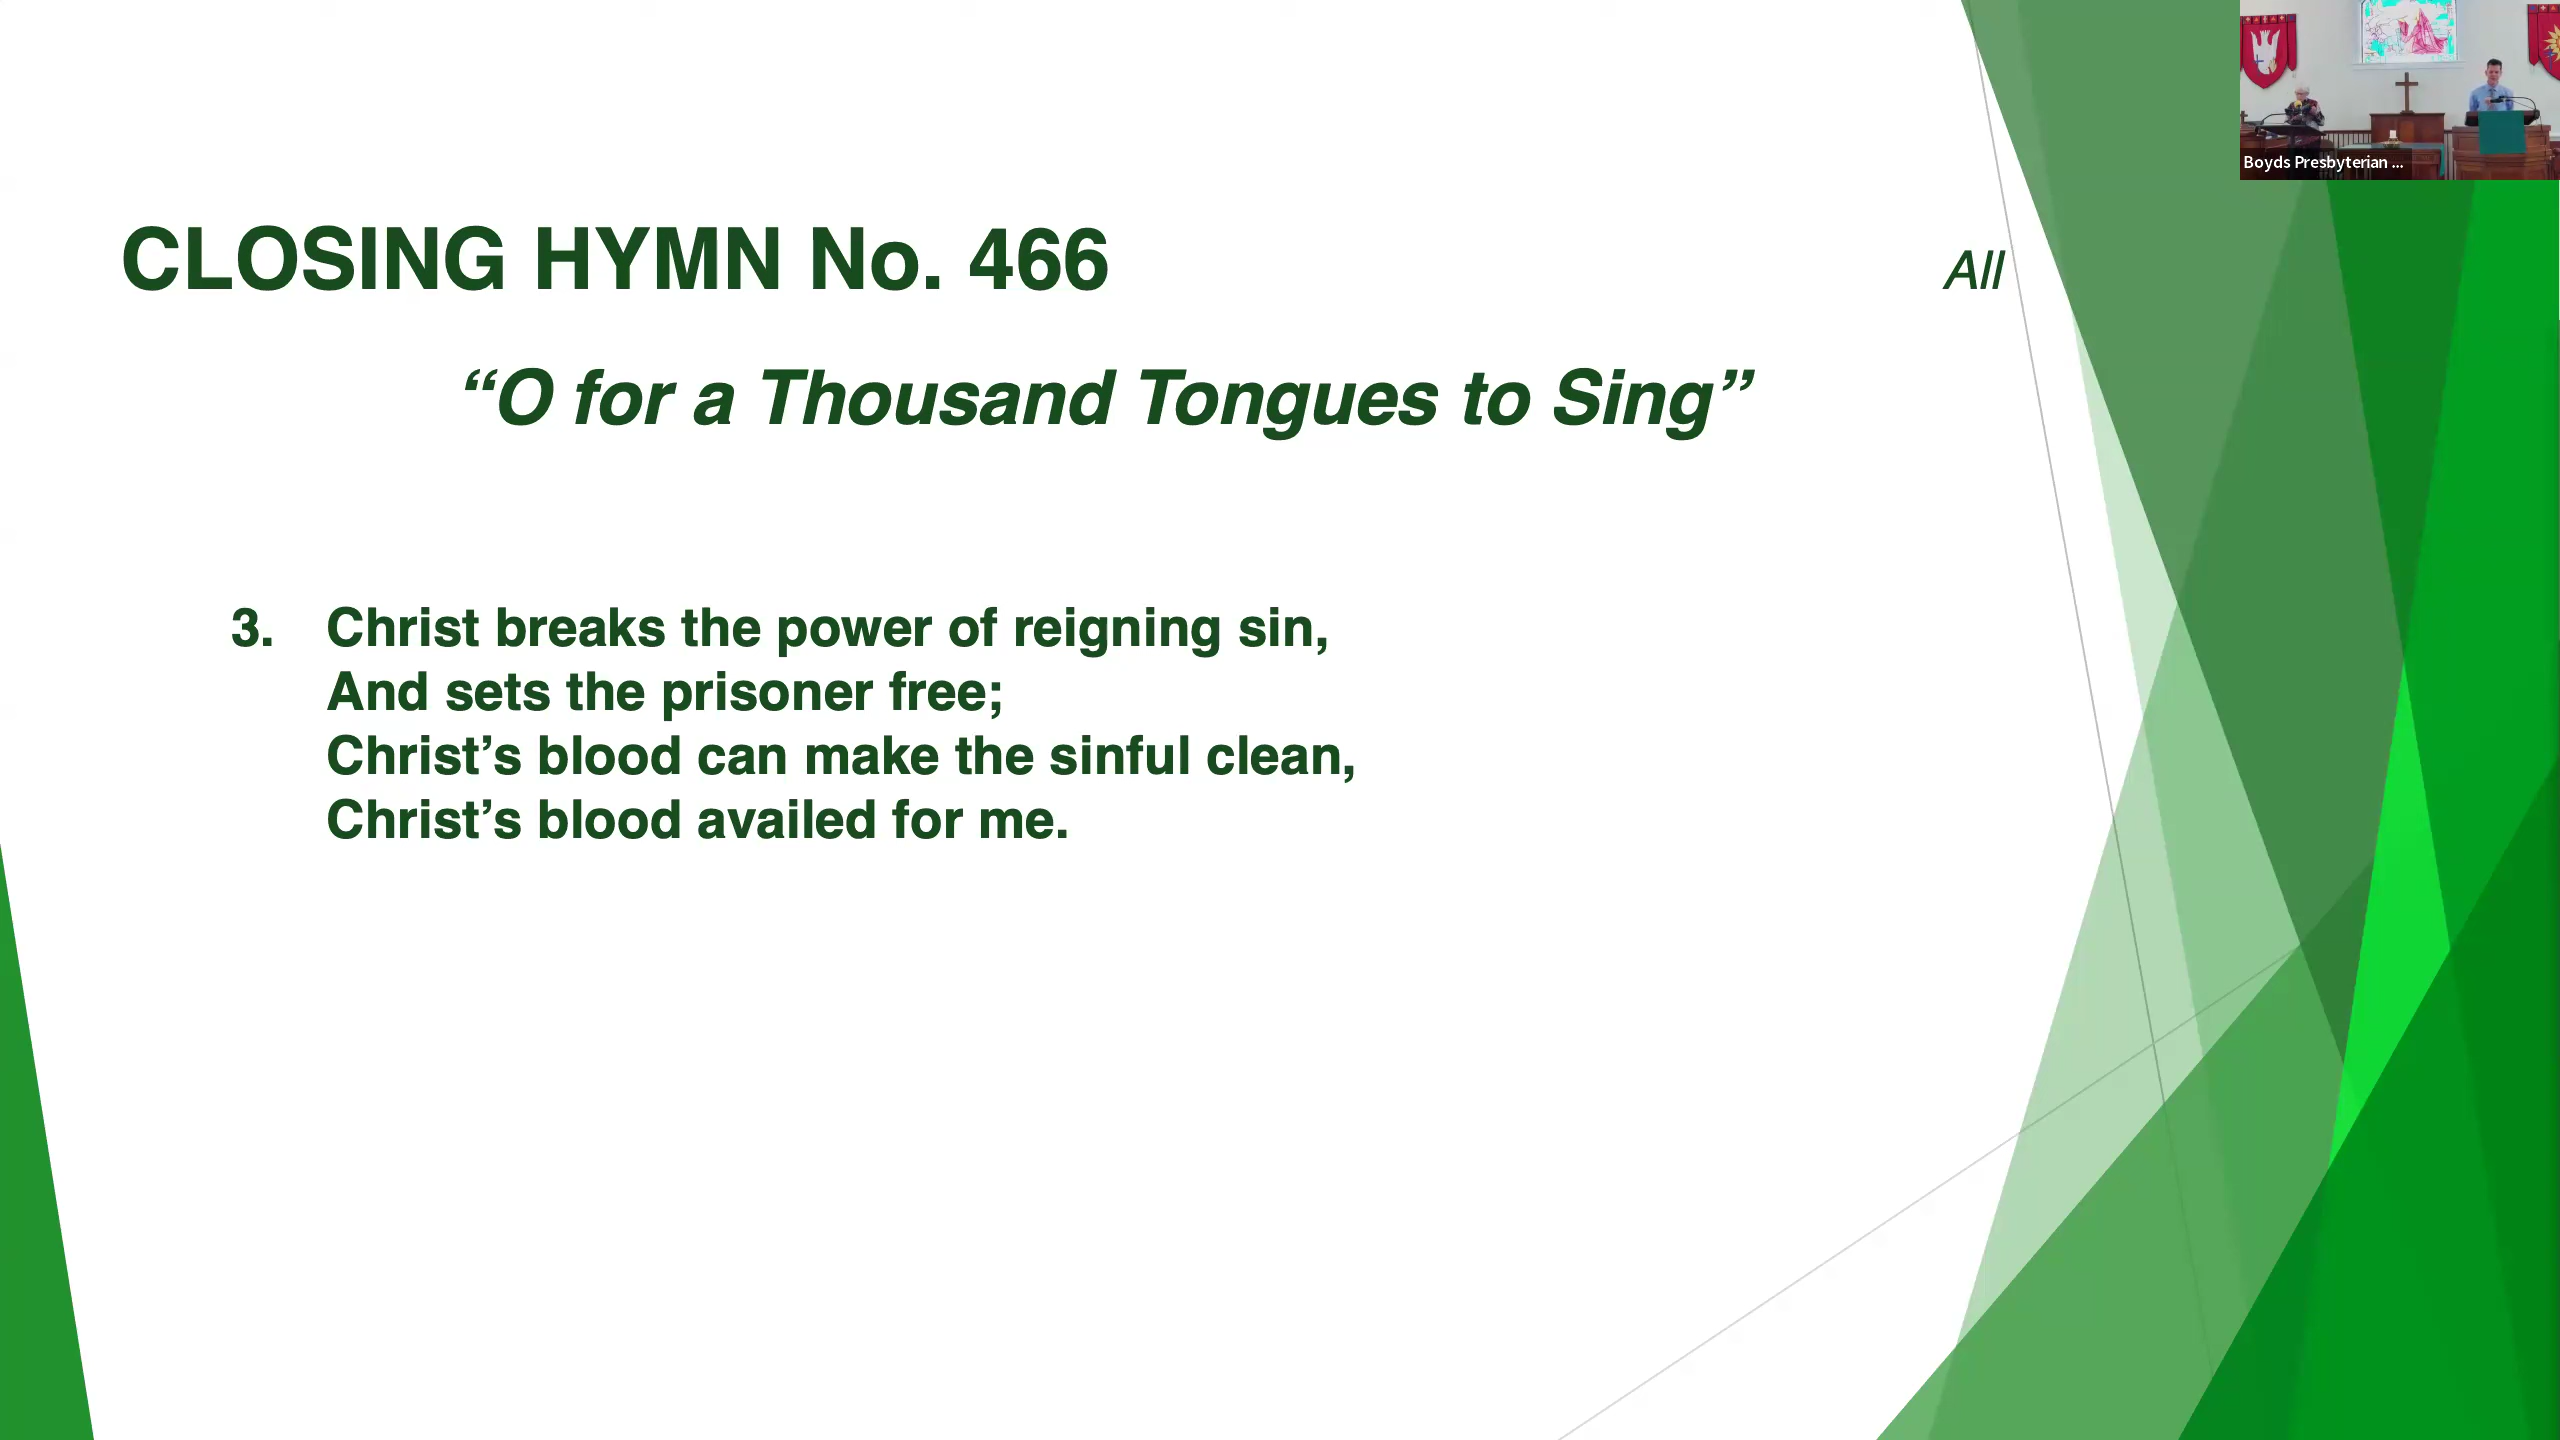 Boyds Presbyterian ...
CLOSING HYMN No. 466 All
“O for a Thousand Tongues to Sing”
3. Christ breaks the power of reigning sin,
And sets the prisoner free;
Christ’s blood can make the sinful clean,
Christ’s blood availed for me.